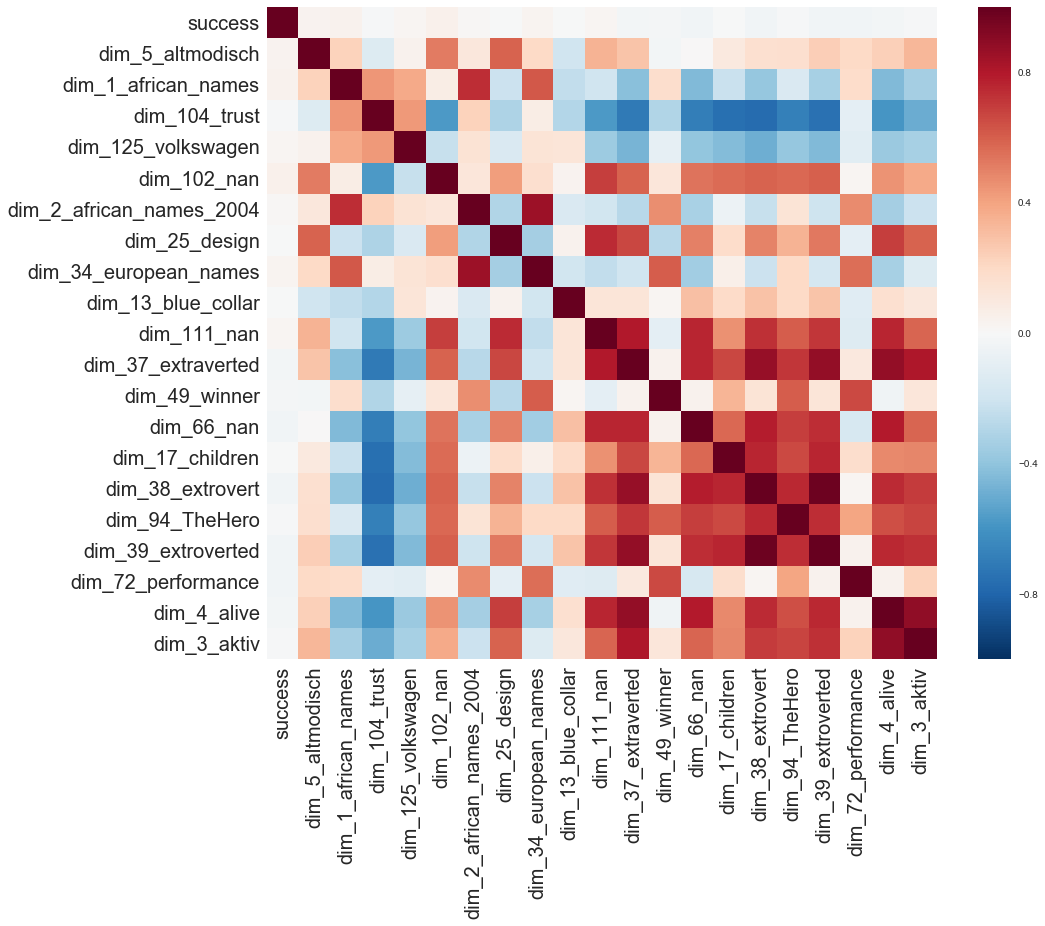 success
dim_5_altmodisch
dim_1_african_names
dim_104_trust
dim_125_volkswagen
dim_102_nan
dim_2_african_names_2004
dim_25_design
dim_34_european_names
dim_13_blue_collar
dim_111_nan
dim_37_extraverted
dim_49_winner
dim_66_nan
dim_17_children
dim_38_extrovert
dim_94_TheHero
dim_39_extroverted
dim_72_performance
dim_4_alive
dim_3_aktiv
success
dim_5_altmodisch
dim_1_african_names
dim_104_trust
dim_125_volkswagen
dim_102_nan
dim_2_african_names_2004
dim_25_design
dim_34_european_names
dim_13_blue_collar
dim_111_nan
dim_37_extraverted
dim_49_winner
dim_66_nan
dim_17_children
dim_38_extrovert
dim_94_TheHero
dim_39_extroverted
dim_72_performance
dim_4_alive
dim_3_aktiv
0.8
0.4
0.0
−0.4
−0.8